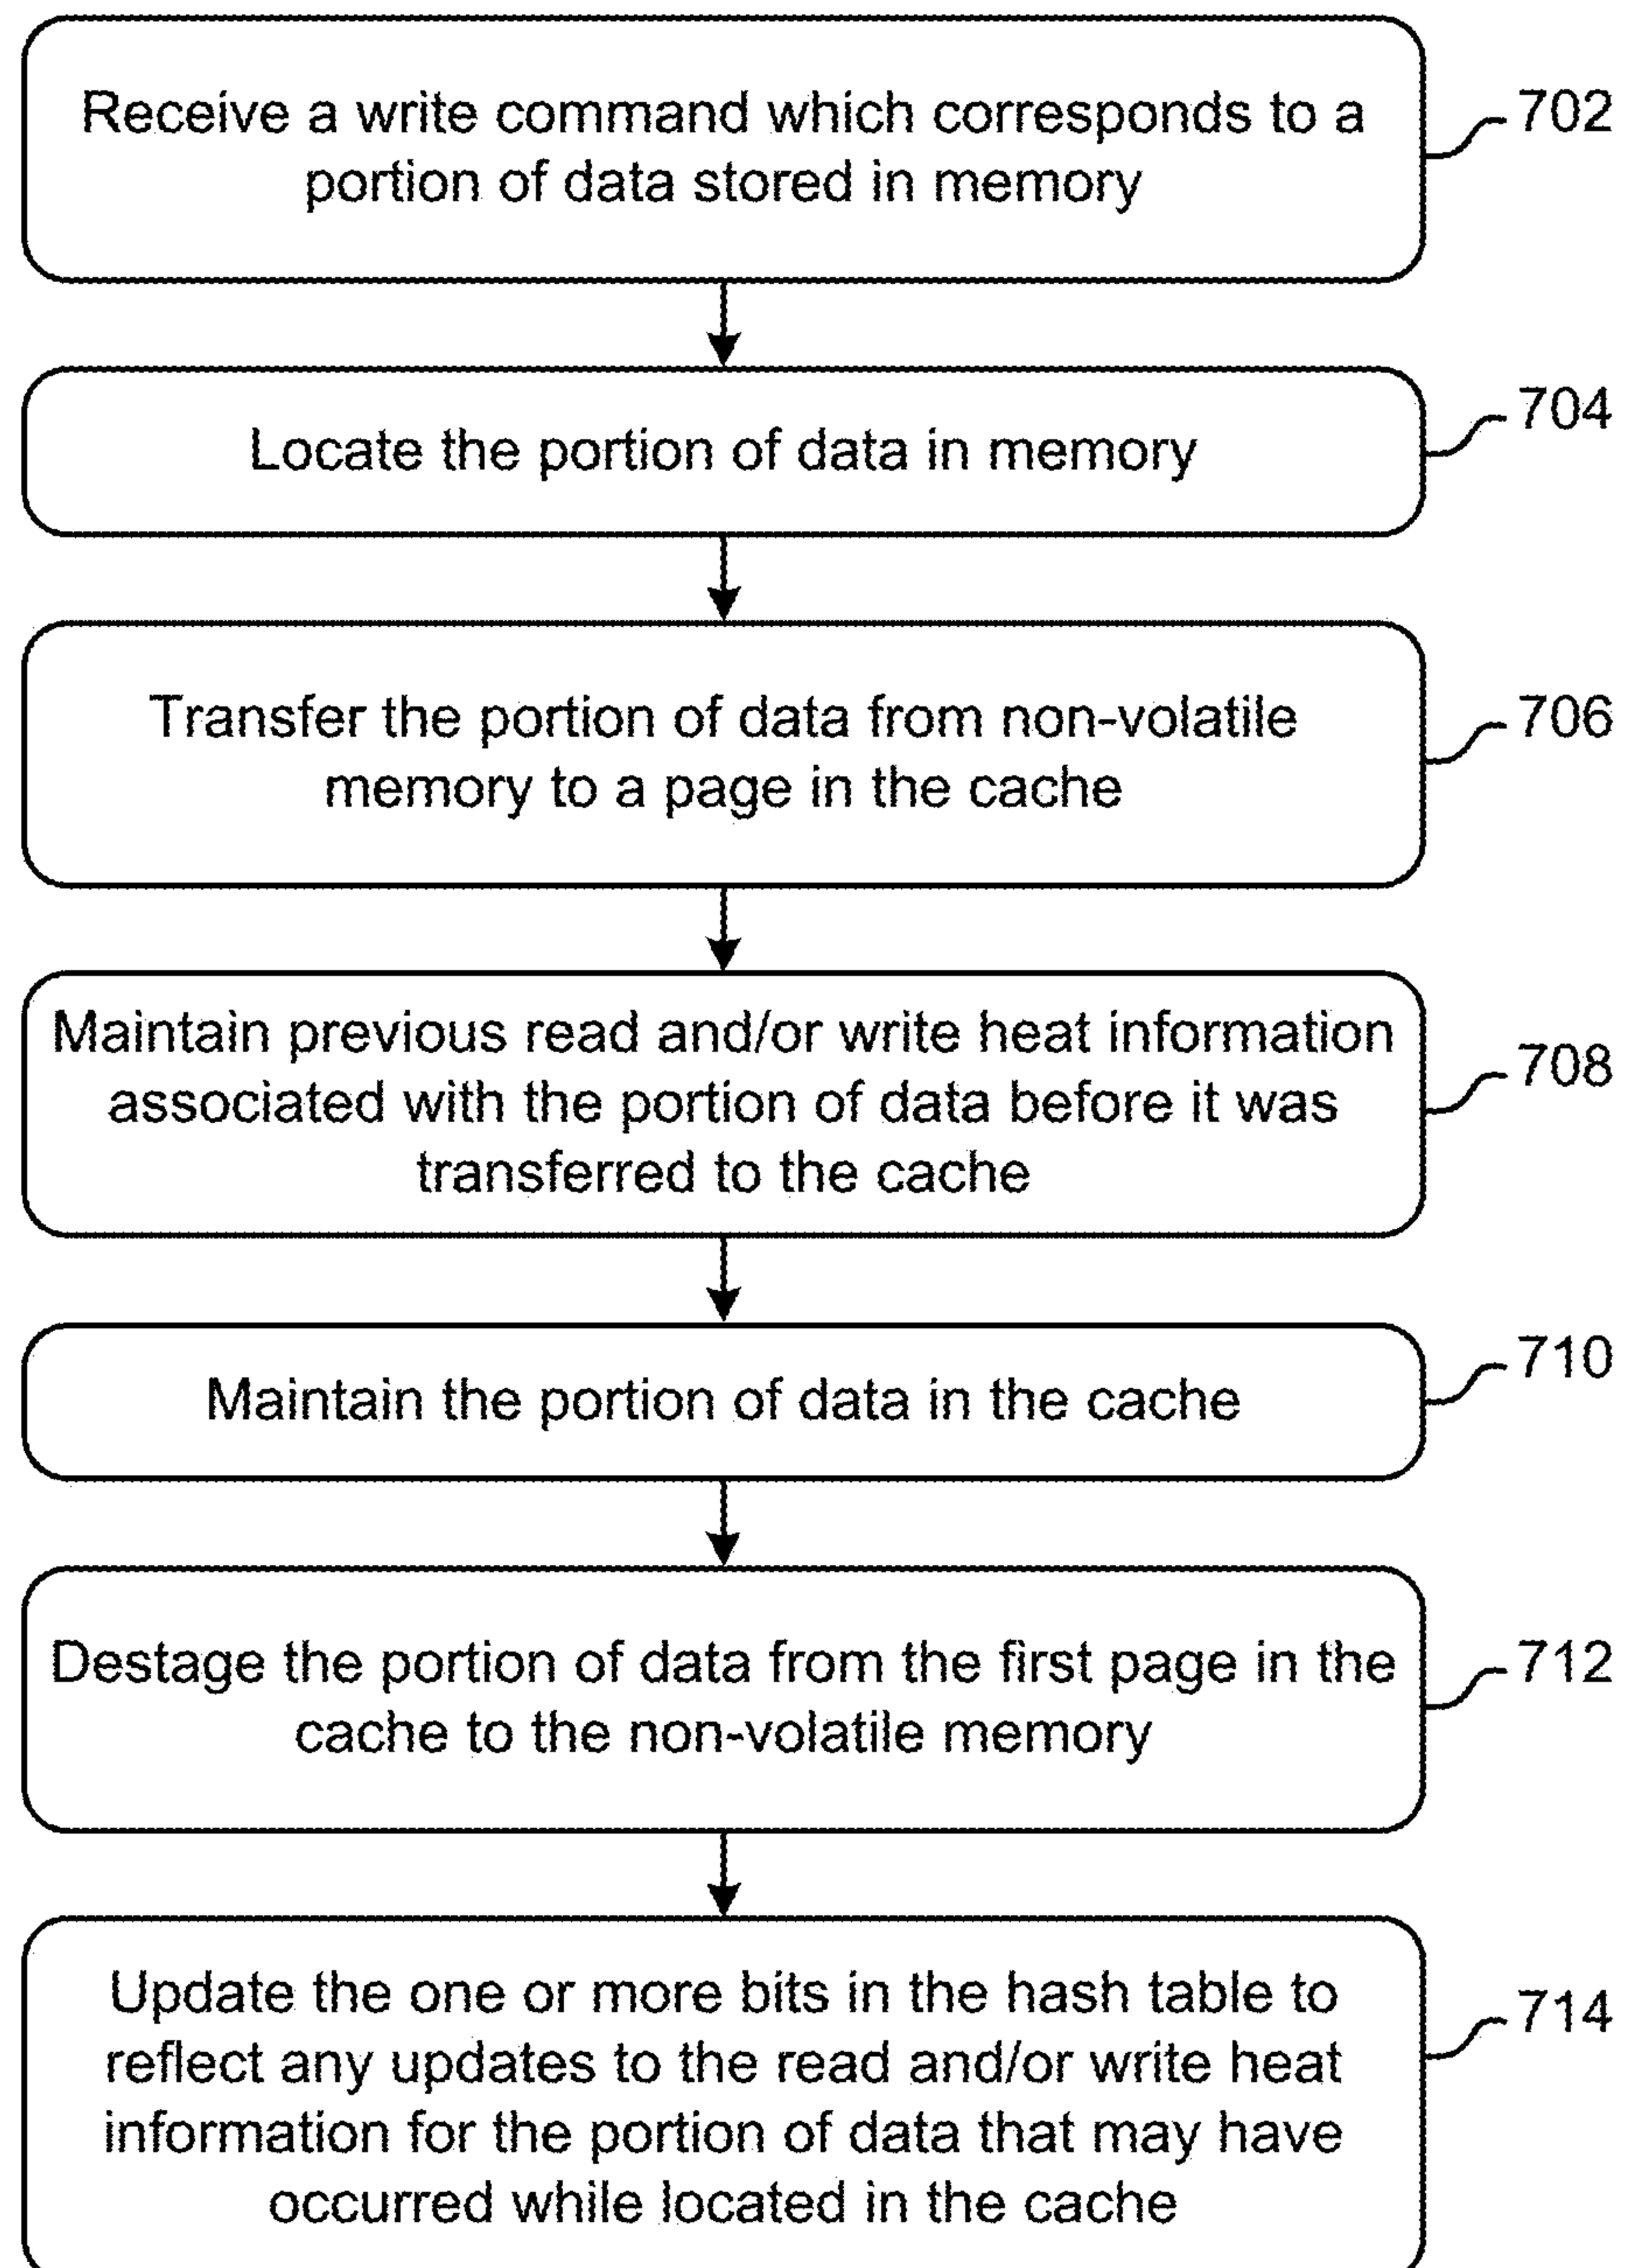 Receive a write command which corresponds to a
portion of data stored in memory
702
Locate the portion of data in memory
704
Transfer the portion of data from non-volatile
memory to a page in the cache
706
Maintain previous read and/or write heat information
associated with the portion of data before it was
transferred to the cache
708
Maintain the portion of data in the cache
710
Destage the portion of data from the first page in the
cache to the non-volatile memory
712
Update the one or more bits in the hash table to
reflect any updates to the read and/or write heat
information for the portion of data that may have
occurred while located in the cache
714